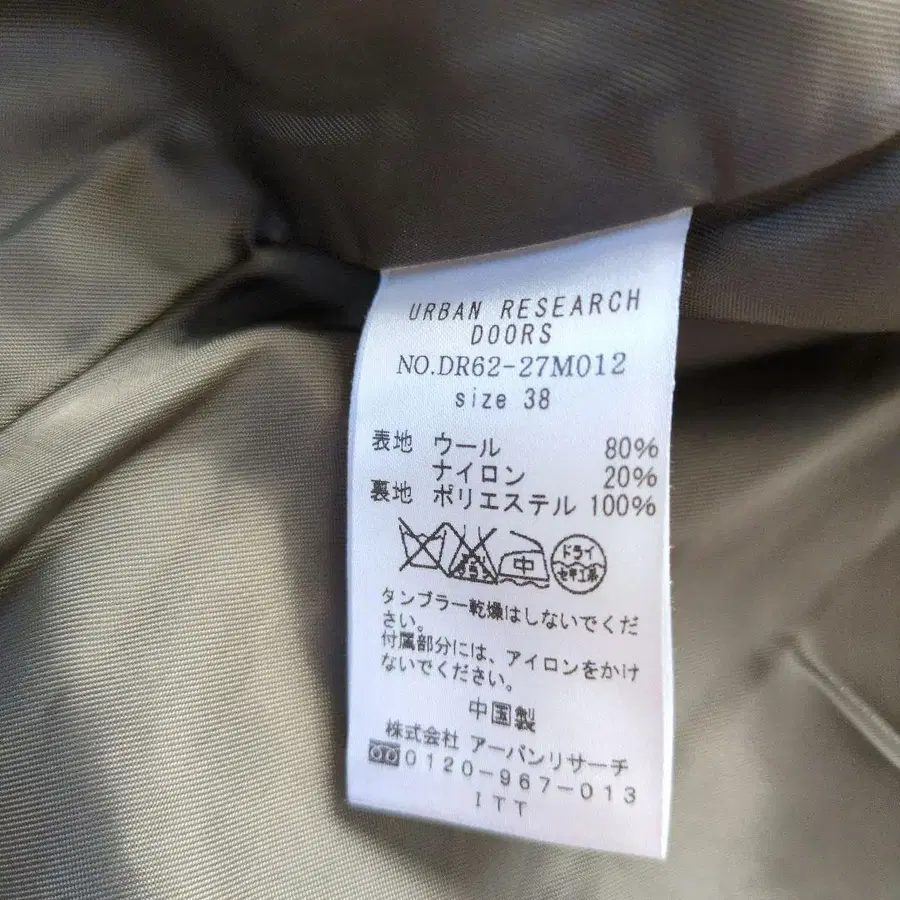 URBAN RESEARCH
DOORS
NO.DR62-27M012
size 38
表地 ウール 80%
ナイロン 20%
裏地 ポリエステル 100%
中 ドライ
セキユ系
タンブラー乾燥はしないでくだ
さい。
付属部分には、アイロンをかけ
ないでください。
中国製
株式会社 アーバンリサーチ
0120-967-013
ITT